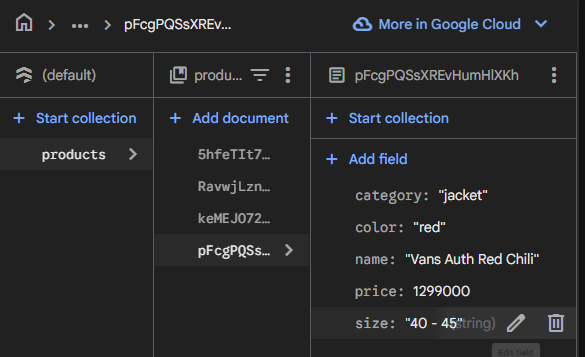 pFcgPQSsXREv…
More in Google Cloud
(default)
produ…
pFcgPQSsXREvHumHlXKh
Start collection
Add document
Start collection
products
5hfeTIt7…
RavwjLzn…
keMEJO72…
pFcgPQSs…
Add field
category: "jacket"
color: "red"
name: "Vans Auth Red Chili"
price: 1299000
size: "40 - 45" (string)
Edit field